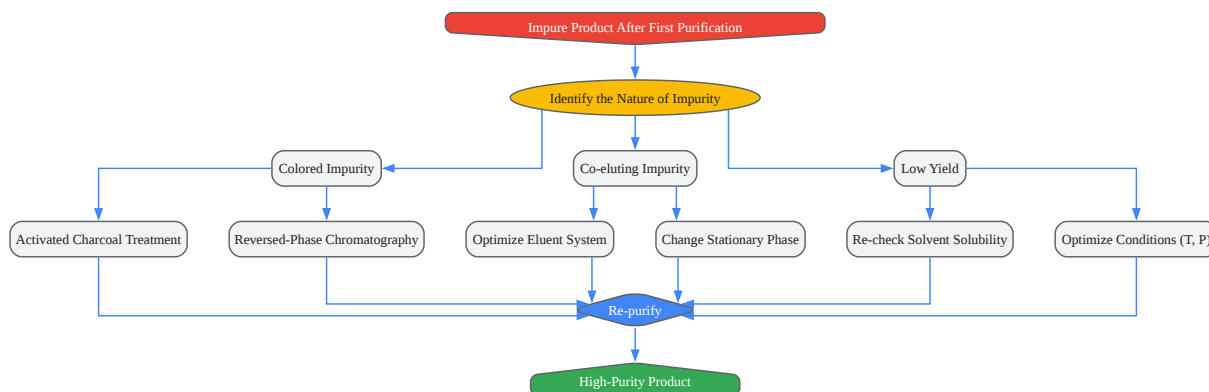 Impure Product After First Purification
Identify the Nature of Impurity
Colored Impurity
Co-eluting Impurity
Low Yield
Activated Charcoal Treatment
Reversed-Phase Chromatography
Optimize Eluent System
Change Stationary Phase
Re-check Solvent Solubility
Optimize Conditions (T, P)
Re-purify
High-Purity Product